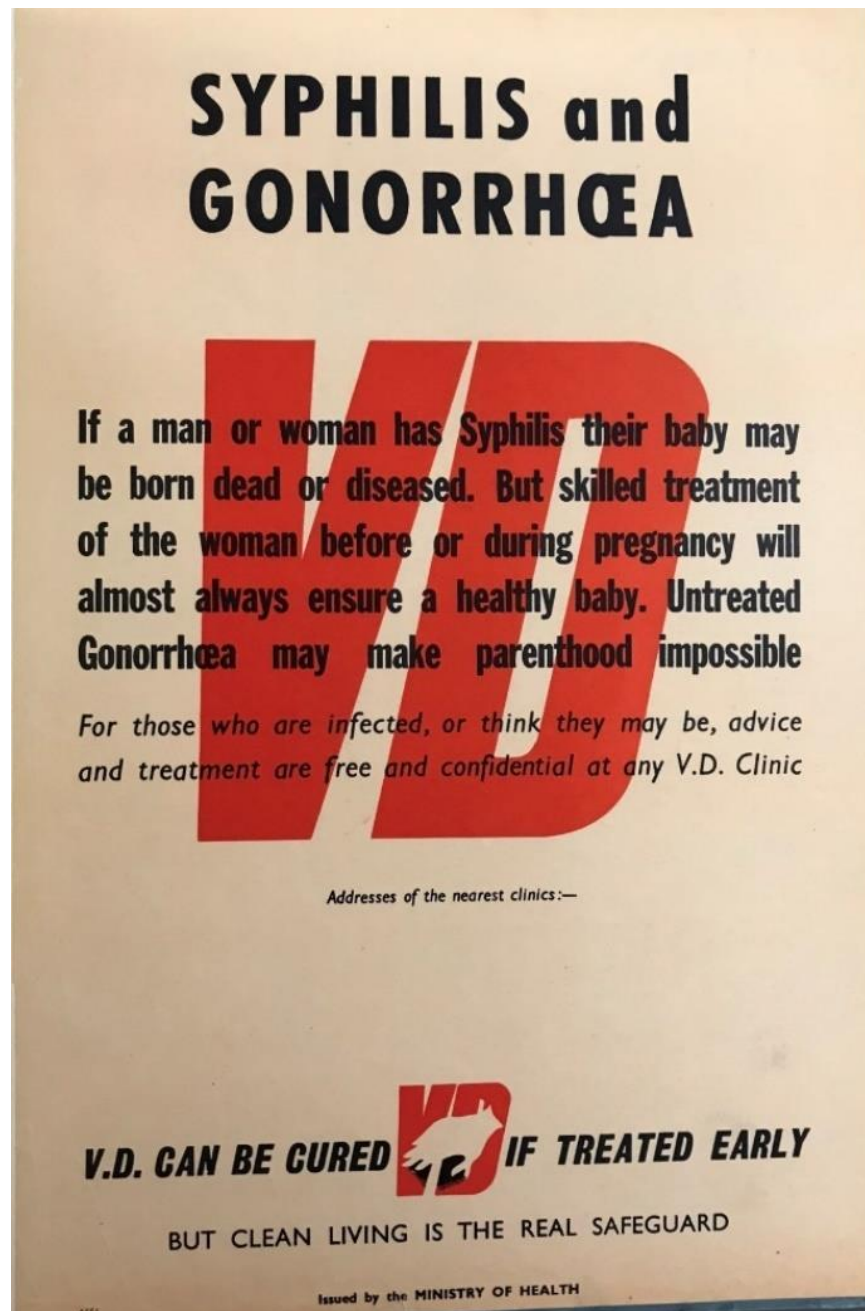 SYPHILIS and
GONORRHŒA
VD
If a man or woman has Syphilis their baby may
be born dead or diseased. But skilled treatment
of the woman before or during pregnancy will
almost always ensure a healthy baby. Untreated
Gonorrhœa may make parenthood impossible
For those who are infected, or think they may be, advice
and treatment are free and confidential at any V.D. Clinic
Addresses of the nearest clinics:—
V.D. CAN BE CURED VD IF TREATED EARLY
BUT CLEAN LIVING IS THE REAL SAFEGUARD
Issued by the MINISTRY OF HEALTH